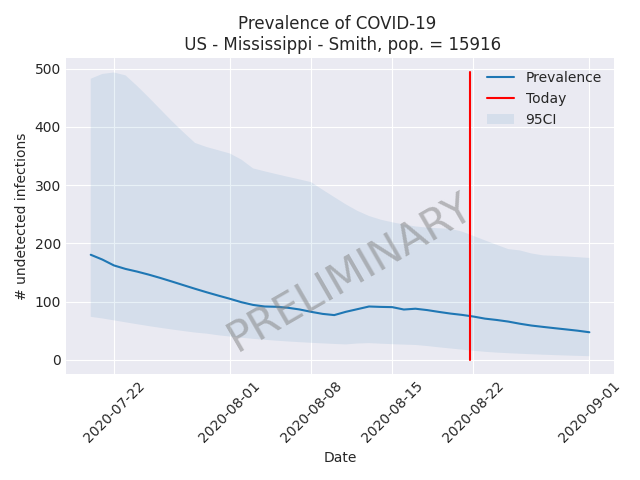 Prevalence of COVID-19
US - Mississippi - Smith, pop. = 15916
# undetected infections
500
400
300
200
100
0
Prevalence
Today
95CI
PRELIMINARY
2020-07-22
2020-08-01
2020-08-08
2020-08-15
2020-08-22
2020-09-01
Date